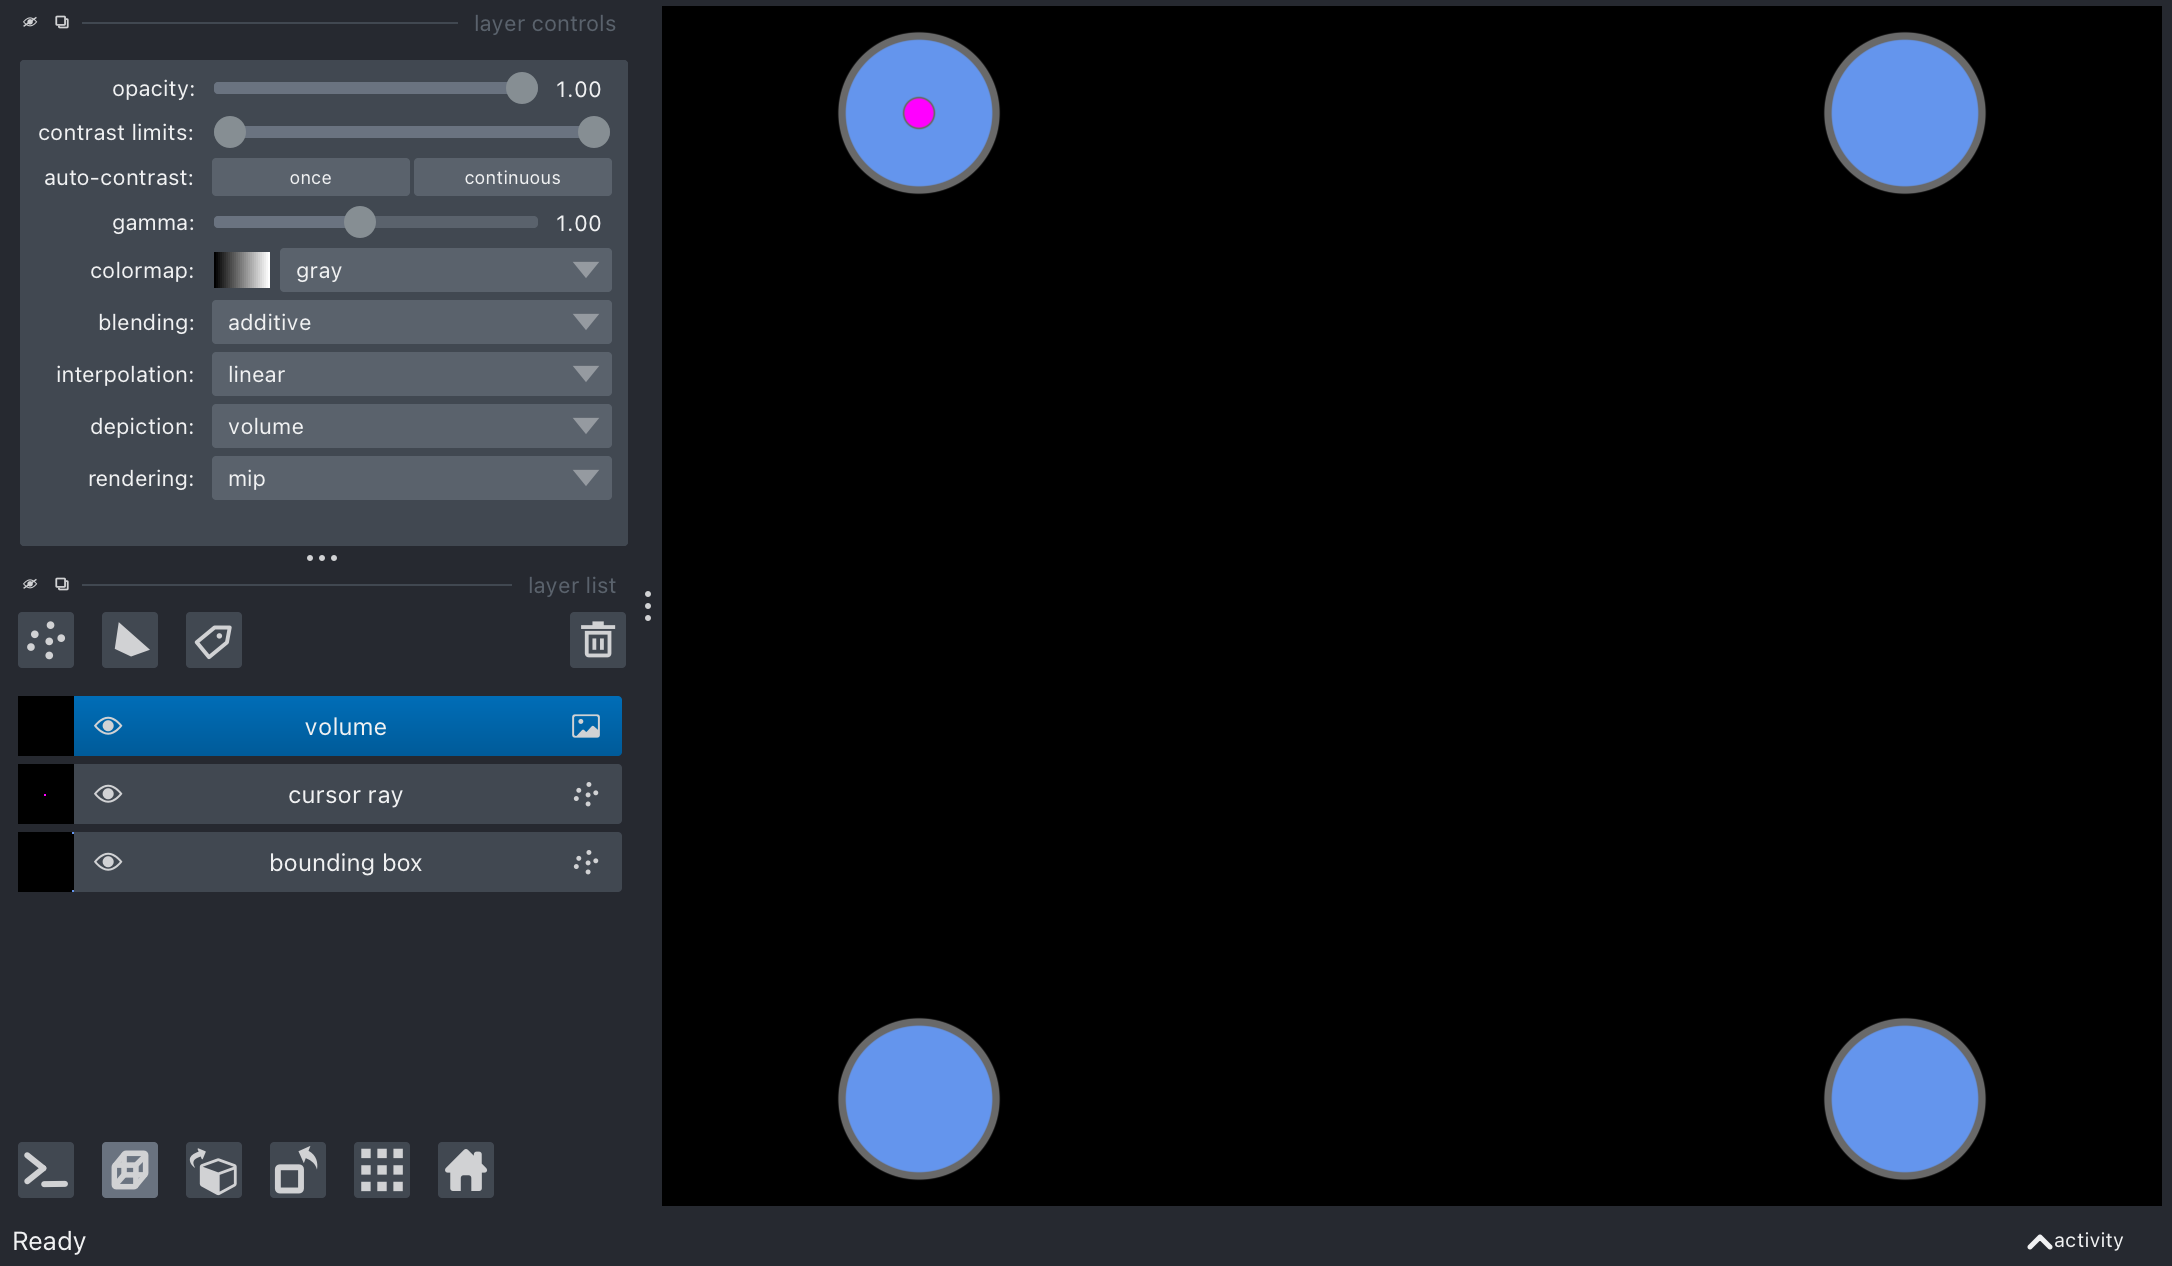 layer controls
opacity: 1.00
contrast limits:
auto-contrast: once continuous
gamma: 1.00
colormap: gray
blending: additive
interpolation: linear
depiction: volume
rendering: mip
layer list
volume
cursor ray
bounding box
Ready
activity